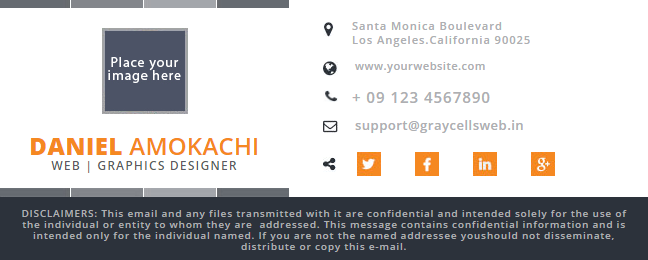 Place your
image here
DANIEL AMOKACHI
WEB | GRAPHICS DESIGNER
Santa Monica Boulevard
Los Angeles.California 90025
www.yourwebsite.com
+ 09 123 4567890
support@graycellsweb.in
DISCLAIMERS: This email and any files transmitted with it are confidential and intended solely for the use of
the individual or entity to whom they are addressed. This message contains confidential information and is
intended only for the individual named. If you are not the named addressee youshould not disseminate,
distribute or copy this e-mail.